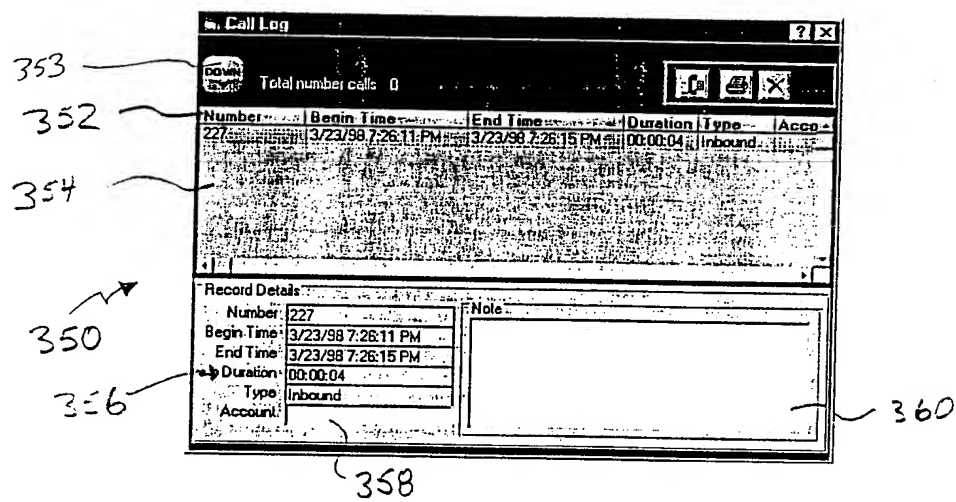 Call Log
353
DOWN
Total number calls 0
352
Number Begin Time End Time Duration Type Acco
227 3/23/98 7:26:11 PM 3/23/98 7:26:15 PM 00:00:04 Inbound
354
350
Record Details
Number 227
Begin Time 3/23/98 7:26:11 PM
End Time 3/23/98 7:26:15 PM
Duration 00:00:04
Type Inbound
Account
Note
356
358
360